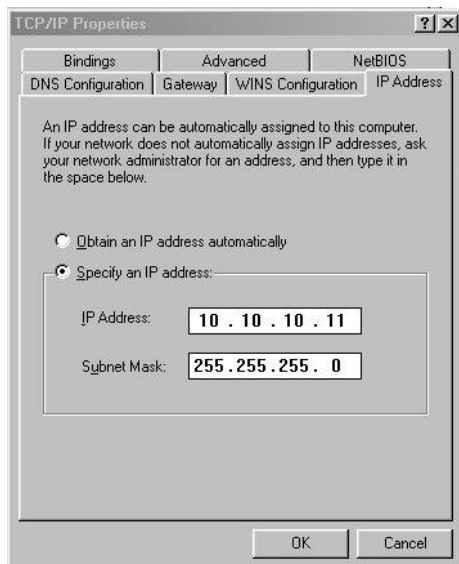 TCP/IP Properties
Bindings Advanced NetBIOS
DNS Configuration Gateway WINS Configuration IP Address
An IP address can be automatically assigned to this computer.
If your network does not automatically assign IP addresses, ask
your network administrator for an address, and then type it in
the space below.
Obtain an IP address automatically
Specify an IP address:
IP Address: 10 . 10 . 10 . 11
Subnet Mask: 255 . 255 . 255 . 0
OK Cancel